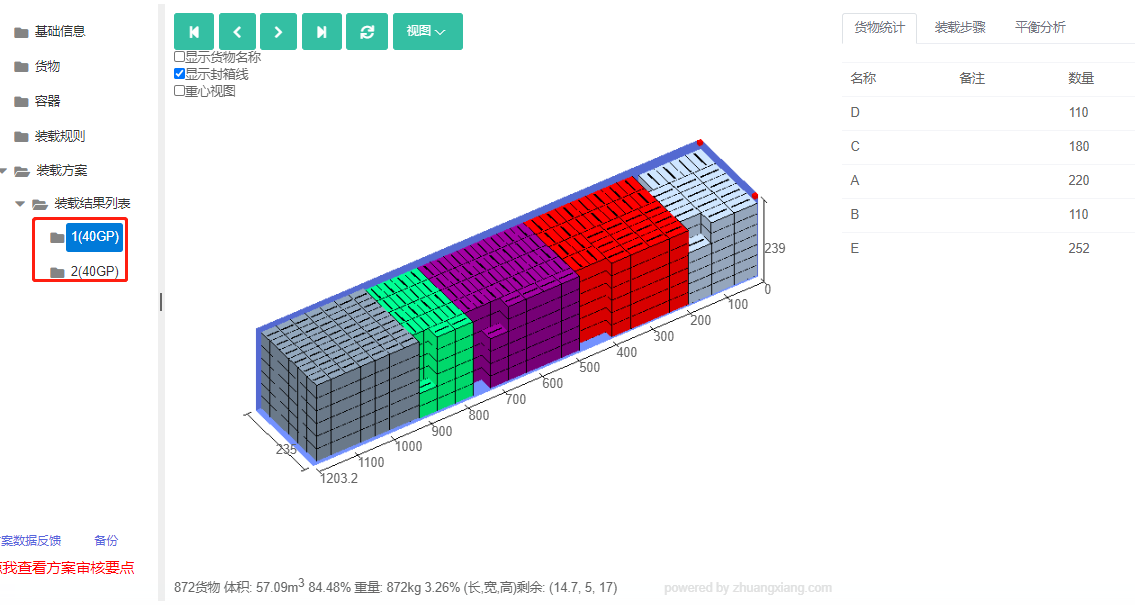 基础信息
货物
容器
装载规则
装载方案
装载结果列表
1(40GP)
2(40GP)
案数据反馈 备份
我查看方案审核要点
视图
显示货物名称
显示封箱线
重心视图
239
0
100
200
300
400
500
600
700
800
900
1000
1100
1203.2
235
872货物 体积: 57.09m3 84.48% 重量: 872kg 3.26% (长,宽,高)剩余: (14.7, 5, 17)
powered by zhuangxiang.com
货物统计 装载步骤 平衡分析
名称 备注 数量
D 110
C 180
A 220
B 110
E 252